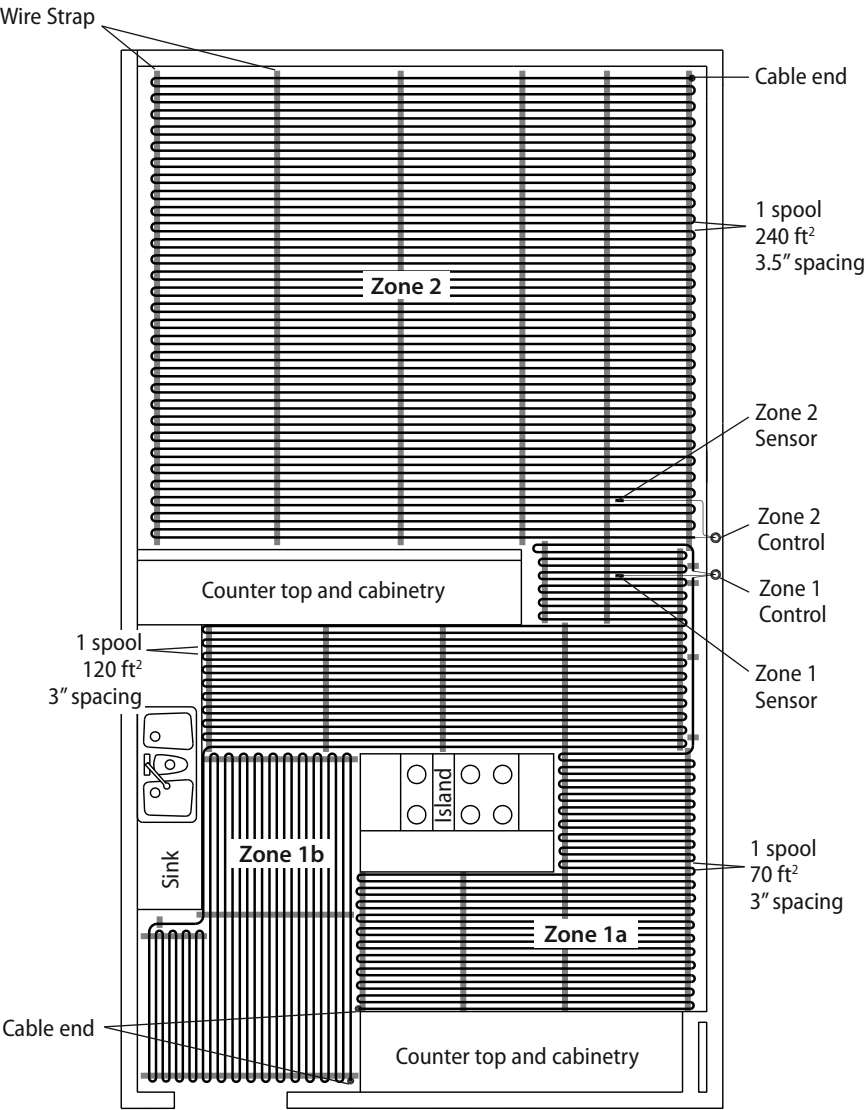 Wire Strap
Cable end
1 spool
240 ft²
3.5″ spacing
Zone 2
Zone 2
Sensor
Zone 2
Control
Counter top and cabinetry
Zone 1
Control
1 spool
120 ft²
3″ spacing
Zone 1
Sensor
Island
Sink
Zone 1b
1 spool
70 ft²
3″ spacing
Zone 1a
Cable end
Counter top and cabinetry